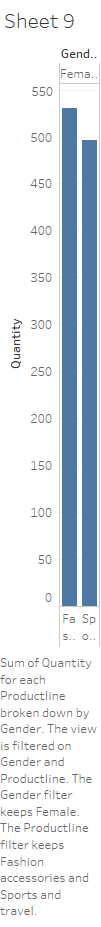 Sheet 9
Gend..
Fema..
550
500
450
400
350
300
250
200
150
100
50
0
Quantity
Fa Sp
s.. o..
Sum of Quantity
for each
Productline
broken down by
Gender. The view
is filtered on
Gender and
Productline. The
Gender filter
keeps Female.
The Productline
filter keeps
Fashion
accessories and
Sports and
travel.